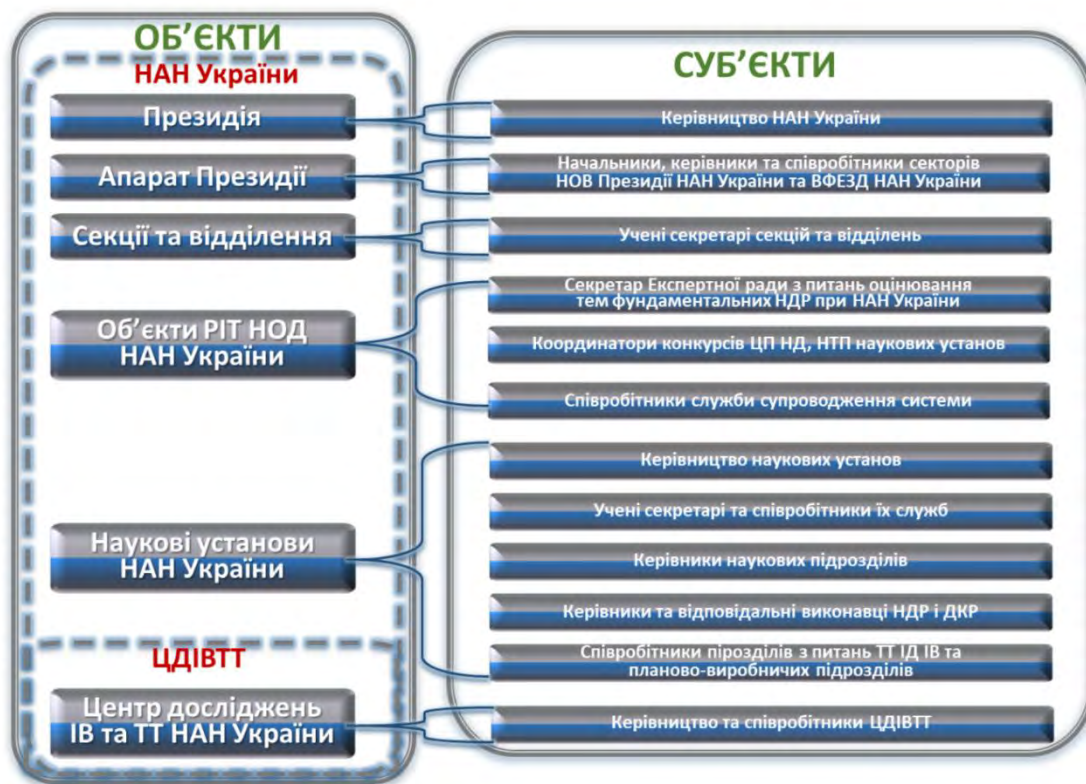 ОБ’ЄКТИ
НАН України
Президія
Апарат Президії
Секції та відділення
Об’єкти РІТ НОД
НАН України
Наукові установи
НАН України
ЦДІВТТ
Центр досліджень
ІВ та ТТ НАН України
СУБ’ЄКТИ
Керівництво НАН України
Начальники, керівники та співробітники секторів
НОВ Президії НАН України та ВФЕЗД НАН України
Учені секретарі секцій та відділень
Секретар Експертної ради з питань оцінювання
тем фундаментальних НДР при НАН України
Координатори конкурсів ЦП НД, НТП наукових установ
Співробітники служби супроводження системи
Керівництво наукових установ
Учені секретарі та співробітники їх служб
Керівники наукових підрозділів
Керівники та відповідальні виконавці НДР і ДКР
Співробітники пірозділів з питань ТТ ІД ІВ та
планово-виробничих підрозділів
Керівництво та співробітники ЦДІВТТ